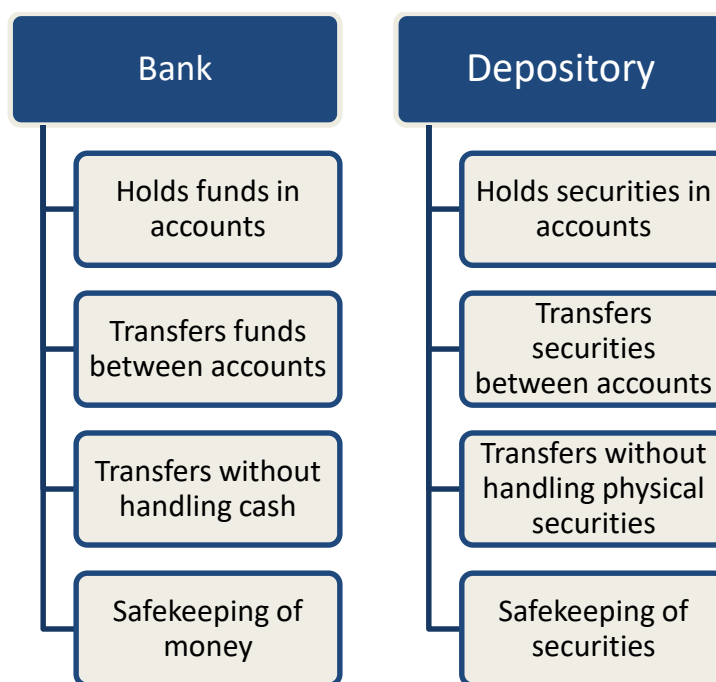 Bank
Holds funds in
accounts
Transfers funds
between accounts
Transfers without
handling cash
Safekeeping of
money
Depository
Holds securities in
accounts
Transfers
securities
between accounts
Transfers without
handling physical
securities
Safekeeping of
securities